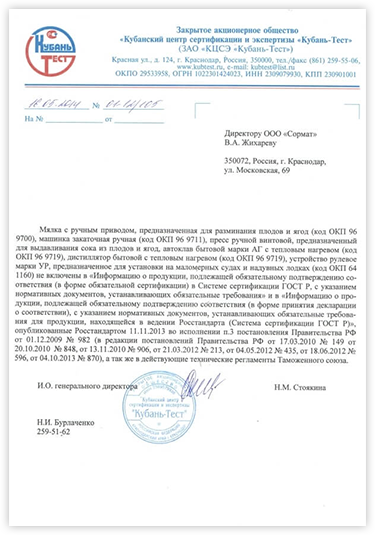 КУБАНЬ
ТЕСТ
Закрытое акционерное общество
«Кубанский центр сертификации и экспертизы «Кубань-Тест»
(ЗАО «КЦСЭ «Кубань-Тест»)
Красная ул., д. 124, г. Краснодар, Россия, 350000, тел./факс (861) 259-55-06,
www.kubtest.ru, e-mail: kubtest@list.ru
ОКПО 29533958, ОГРН 1022301424023, ИНН 2309079930, КПП 230901001
№
На № от
Директору ООО «Сормат»
В.А. Жихареву
350072, Россия, г. Краснодар,
ул. Московская, 69
Мялка с ручным приводом, предназначенная для разминания плодов и ягод (код ОКП 96
9700), машинка закаточная ручная (код ОКП 96 9711), пресс ручной винтовой, предназначенный
для выдавливания сока из плодов и ягод, автоклав бытовой марки АГ с тепловым нагревом (код
ОКП 96 9719), дистиллятор бытовой с тепловым нагревом (код ОКП 96 9719), устройство рулевое
марки УР, предназначенное для установки на маломерных судах и надувных лодках (код ОКП 64
1160) не включены в «Информацию о продукции, подлежащей обязательному подтверждению со-
ответствия (в форме обязательной сертификации) в Системе сертификации ГОСТ Р, с указанием
нормативных документов, устанавливающих обязательные требования» и в «Информацию о про-
дукции, подлежащей обязательному подтверждению соответствия (в форме принятия декларации
о соответствии), с указанием нормативных документов, устанавливающих обязательные требова-
ния для продукции, находящейся в ведении Росстандарта (Система сертификации ГОСТ Р)»,
опубликованные Росстандартом 11.11.2013 во исполнении п.3 постановления Правительства РФ
от 01.12.2009 № 982 (в редакции постановлений Правительства РФ от 17.03.2010 № 149 от
20.10.2010 № 848, от 13.11.2010 № 906, от 21.03.2012 № 213, от 04.05.2012 № 435, от 18.06.2012 №
596, от 04.10.2013 № 870), а так же в действующие технические регламенты Таможенного союза.
И.О. генерального директора Н.М. Стоякина
Кубанский центр
сертификации и экспертизы
"Кубань-Тест"
Н.И. Бурлаченко
259-51-62